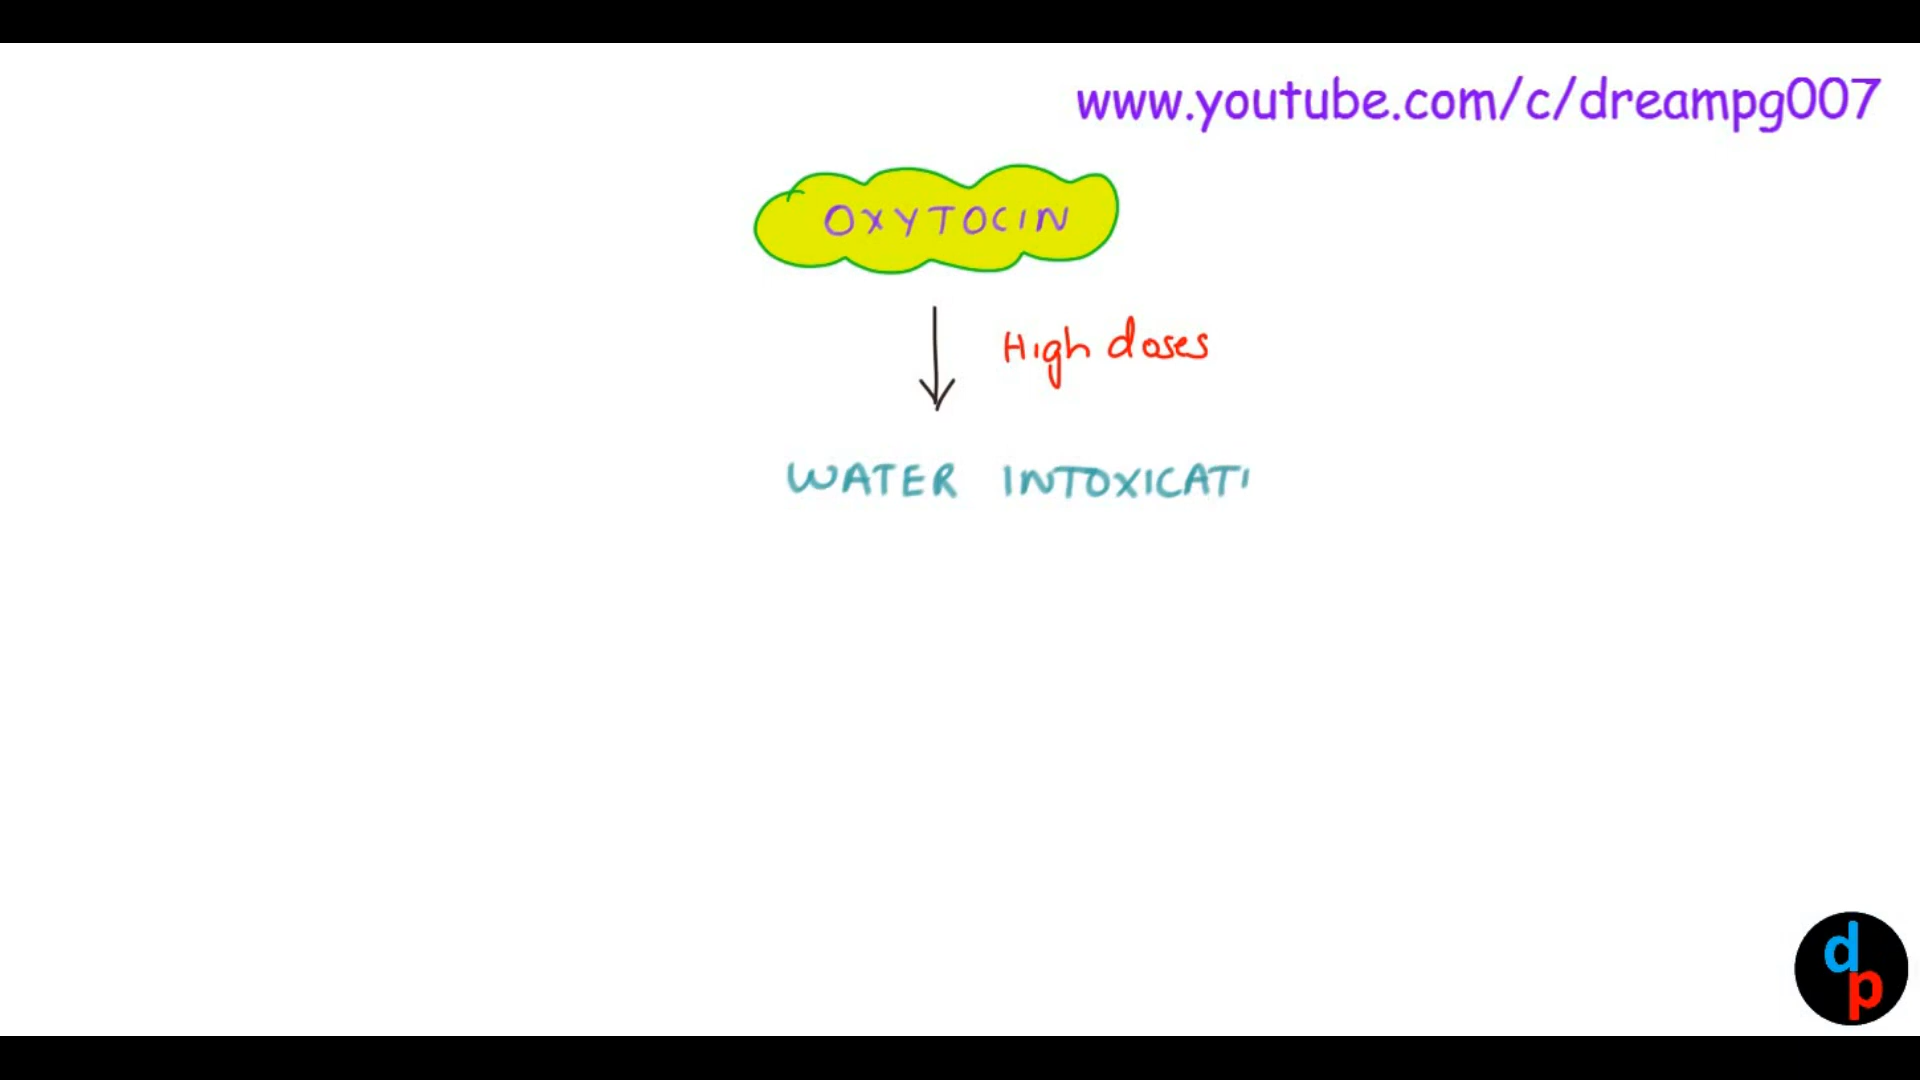 www.youtube.com/c/dreampg007
OXYTOCIN
High doses
WATER INTOXICATI
dp